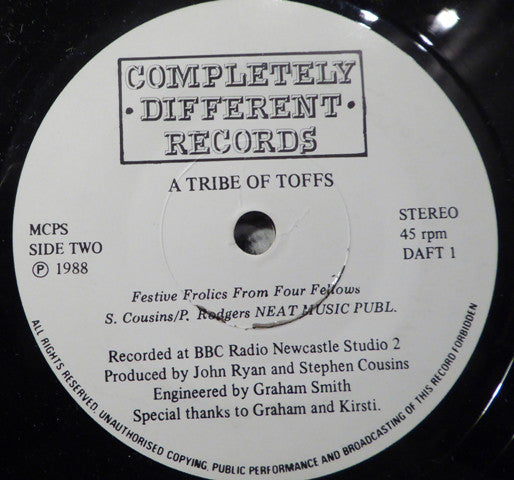 COMPLETELY
· DIFFERENT ·
RECORDS
A TRIBE OF TOFFS
MCPS
SIDE TWO
Ⓟ 1988
STEREO
45 rpm
DAFT 1
Festive Frolics From Four Fellows
S. Cousins/P. Rodgers NEAT MUSIC PUBL.
Recorded at BBC Radio Newcastle Studio 2
Produced by John Ryan and Stephen Cousins
Engineered by Graham Smith
Special thanks to Graham and Kirsti.
ALL RIGHTS RESERVED. UNAUTHORISED COPYING, PUBLIC PERFORMANCE AND BROADCASTING OF THIS RECORD FORBIDDEN